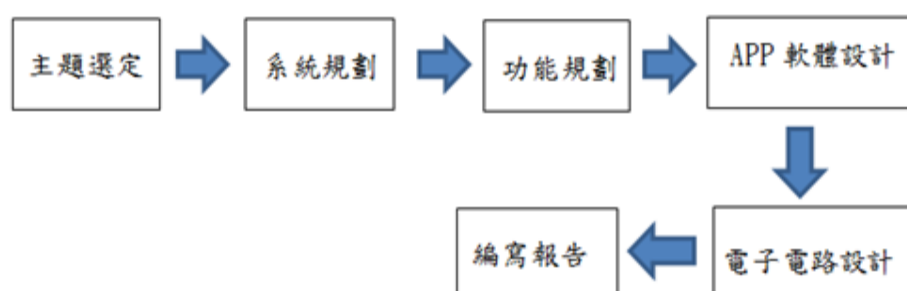 主題選定
系統規劃
功能規劃
APP 軟體設計
電子電路設計
編寫報告